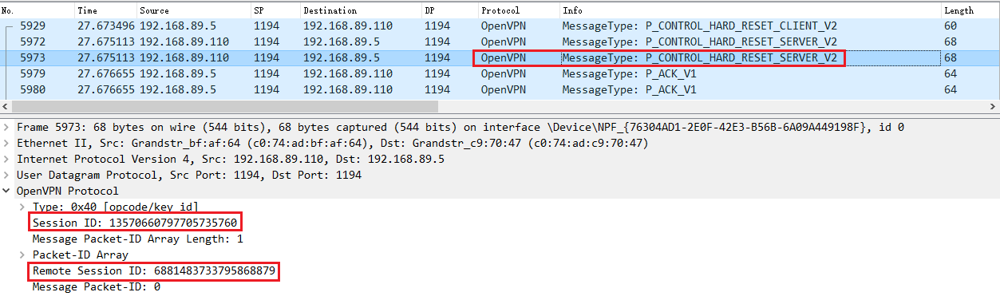 No. Time Source SP Destination DP Protocol Info Length
5929 27.673496 192.168.89.5 1194 192.168.89.110 1194 OpenVPN MessageType: P_CONTROL_HARD_RESET_CLIENT_V2 60
5972 27.675113 192.168.89.110 1194 192.168.89.5 1194 OpenVPN MessageType: P_CONTROL_HARD_RESET_SERVER_V2 68
5973 27.675113 192.168.89.110 1194 192.168.89.5 1194 OpenVPN MessageType: P_CONTROL_HARD_RESET_SERVER_V2 68
5979 27.676655 192.168.89.5 1194 192.168.89.110 1194 OpenVPN MessageType: P_ACK_V1 64
5980 27.676655 192.168.89.5 1194 192.168.89.110 1194 OpenVPN MessageType: P_ACK_V1 64
Frame 5973: 68 bytes on wire (544 bits), 68 bytes captured (544 bits) on interface \Device\NPF_{76304AD1-2E0F-42E3-B56B-6A09A449198F}, id 0
Ethernet II, Src: Grandstr_bf:af:64 (c0:74:ad:bf:af:64), Dst: Grandstr_c9:70:47 (c0:74:ad:c9:70:47)
Internet Protocol Version 4, Src: 192.168.89.110, Dst: 192.168.89.5
User Datagram Protocol, Src Port: 1194, Dst Port: 1194
OpenVPN Protocol
Type: 0x40 [opcode/key id]
Session ID: 13570660797705735760
Message Packet-ID Array Length: 1
Packet-ID Array
Remote Session ID: 6881483733795868879
Message Packet-ID: 0